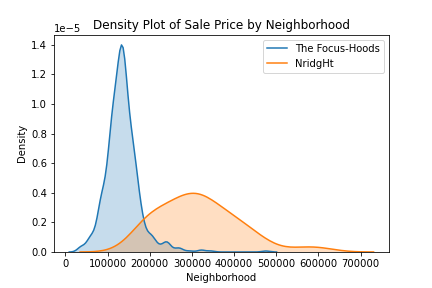 Density Plot of Sale Price by Neighborhood
1e−5
The Focus-Hoods
NridgHt
1.4
1.2
1.0
0.8
0.6
0.4
0.2
0.0
Density
0 100000 200000 300000 400000 500000 600000 700000
Neighborhood